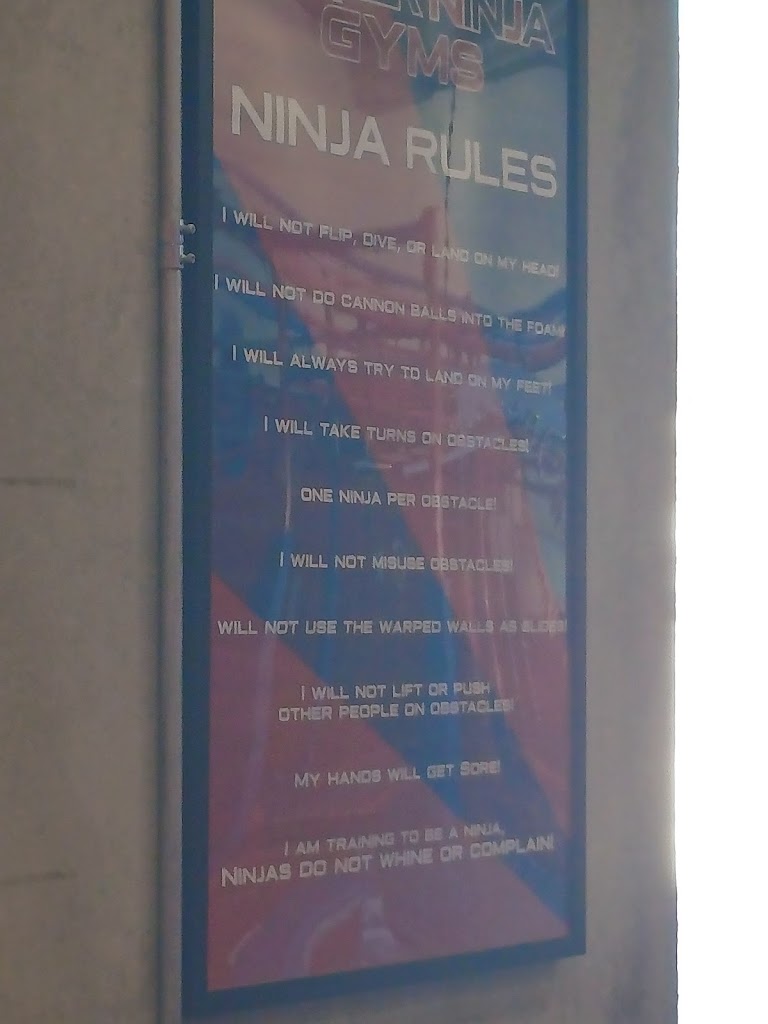 NINJA
GYMS
NINJA RULES
I WILL NOT FLIP, DIVE, OR LAND ON MY HEAD!
I WILL NOT DO CANNON BALLS INTO THE FOAM!
I WILL ALWAYS TRY TO LAND ON MY FEET!
I WILL TAKE TURNS ON OBSTACLES!
ONE NINJA PER OBSTACLE!
I WILL NOT MISUSE OBSTACLES!
WILL NOT USE THE WARPED WALLS AS SLIDES!
I WILL NOT LIFT OR PUSH
OTHER PEOPLE ON OBSTACLES!
MY HANDS WILL GET SORE!
I AM TRAINING TO BE A NINJA,
NINJAS DO NOT WHINE OR COMPLAIN!